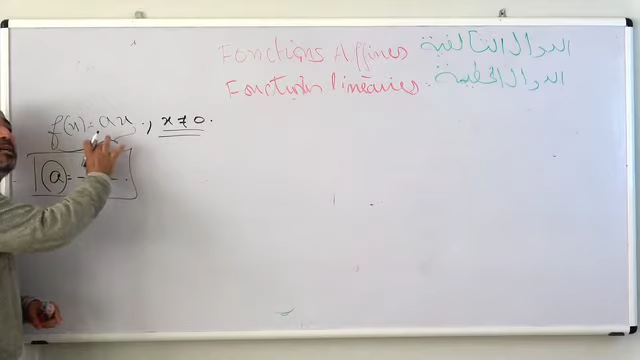 Fonctions Affines الدوال التآلفية
Fonctions linéaires. الدوال الخطية
f(x) = ax, x ≠ 0.
a =